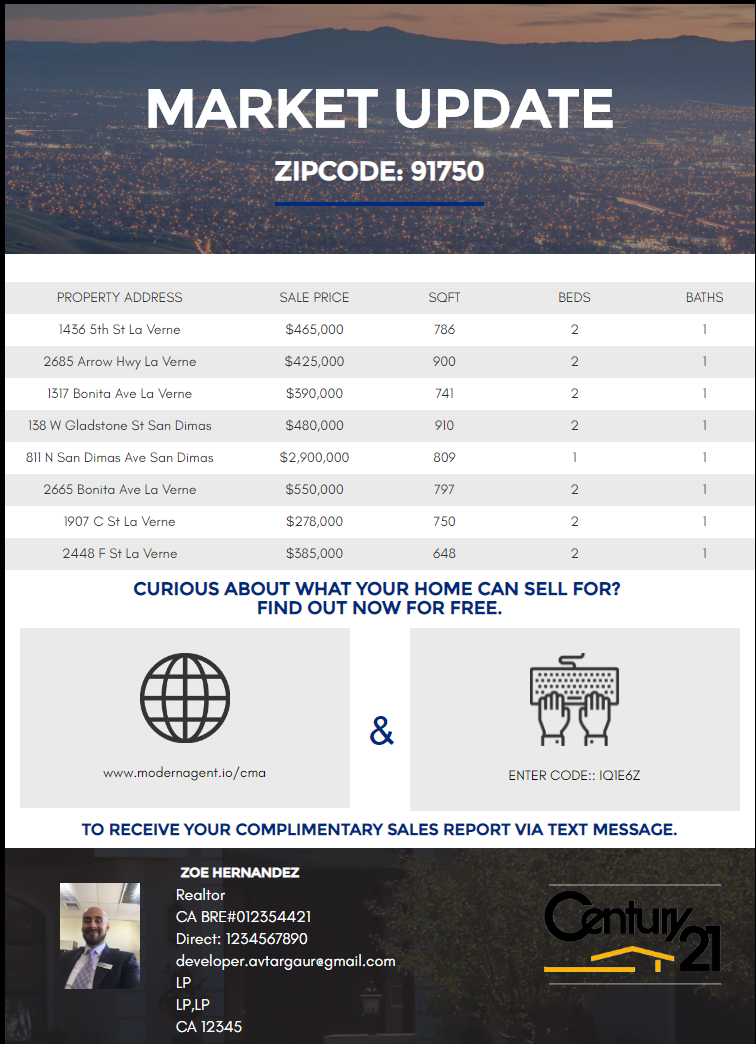 MARKET UPDATE
ZIPCODE: 91750
PROPERTY ADDRESS SALE PRICE SQFT BEDS BATHS
1436 5th St La Verne $465,000 786 2 1
2685 Arrow Hwy La Verne $425,000 900 2 1
1317 Bonita Ave La Verne $390,000 741 2 1
138 W Gladstone St San Dimas $480,000 910 2 1
811 N San Dimas Ave San Dimas $2,900,000 809 1 1
2665 Bonita Ave La Verne $550,000 797 2 1
1907 C St La Verne $278,000 750 2 1
2448 F St La Verne $385,000 648 2 1
CURIOUS ABOUT WHAT YOUR HOME CAN SELL FOR?
FIND OUT NOW FOR FREE.
www.modernagent.io/cma
&
ENTER CODE:: IQ1E6Z
TO RECEIVE YOUR COMPLIMENTARY SALES REPORT VIA TEXT MESSAGE.
ZOE HERNANDEZ
Realtor
CA BRE#012354421
Direct: 1234567890
developer.avtargaur@gmail.com
LP
LP,LP
CA 12345
Century
21